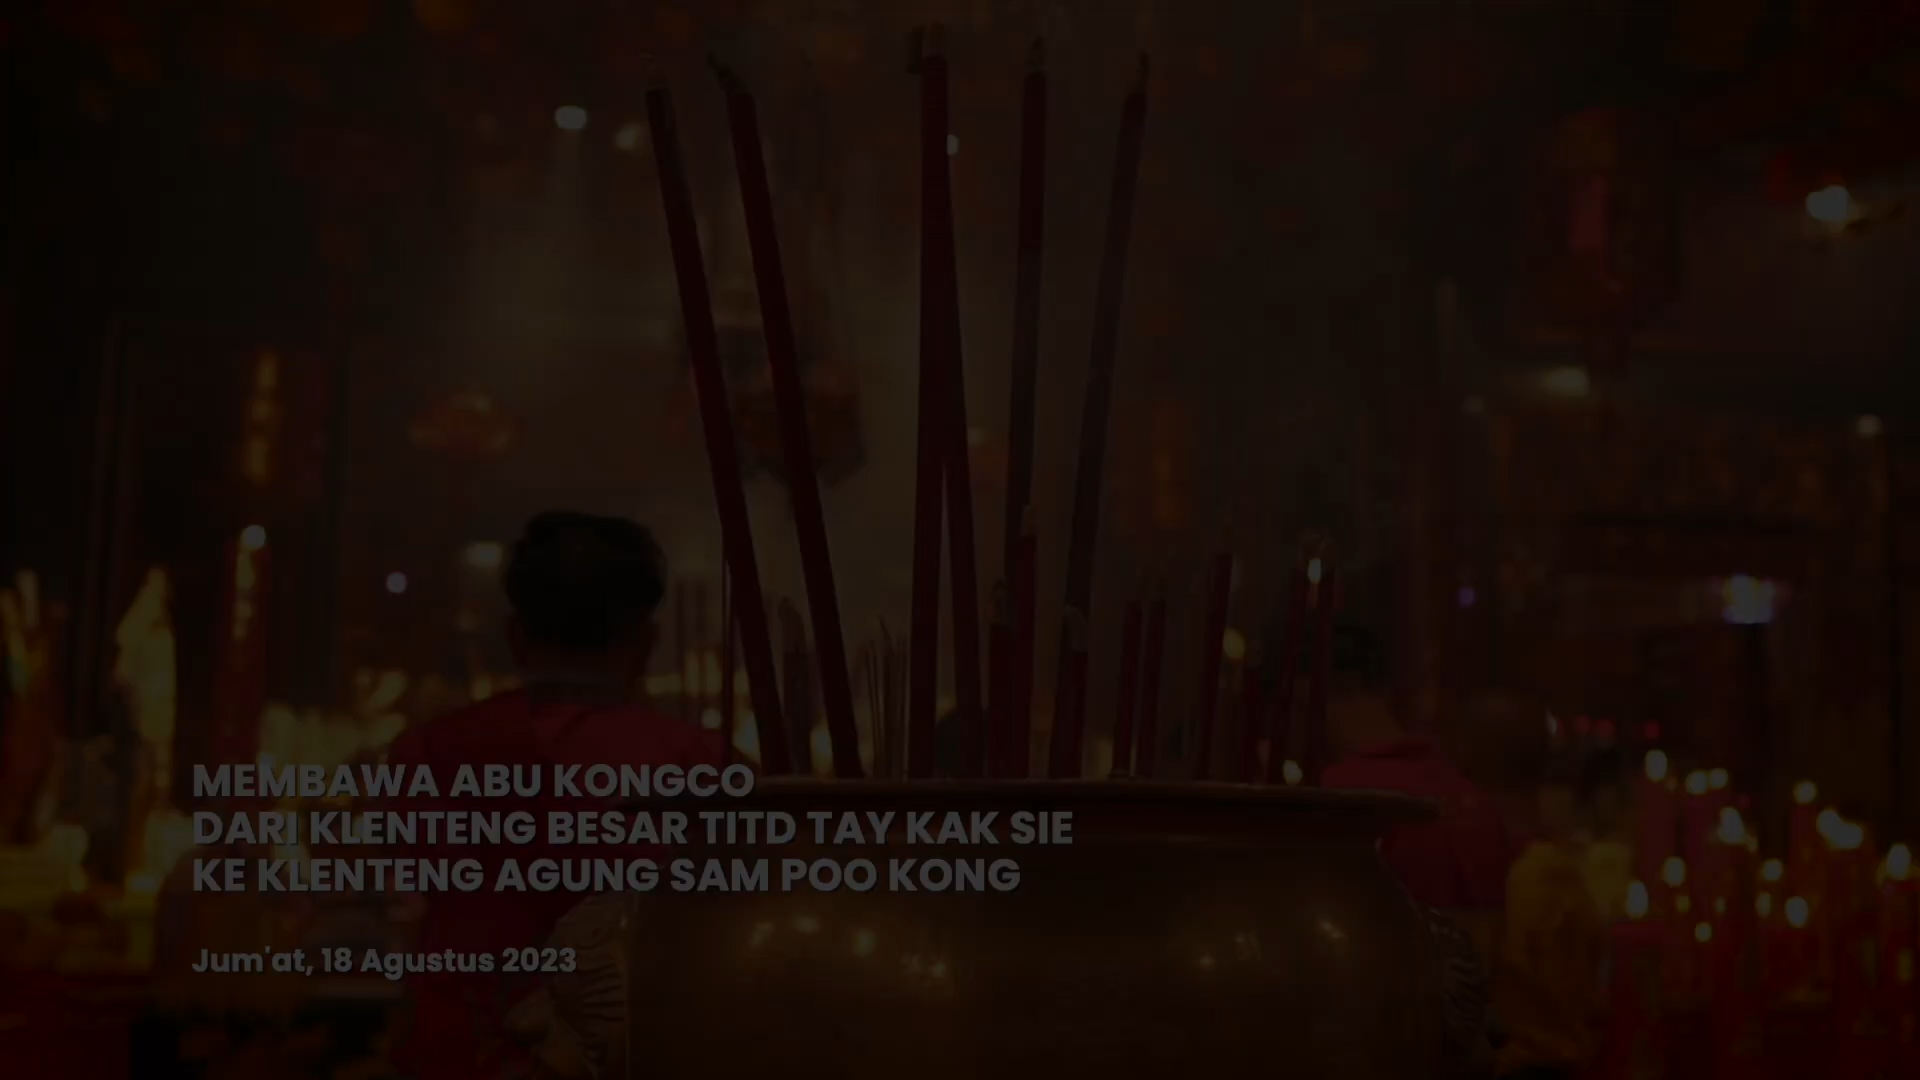 MEMBAWA ABU KONGCO
DARI KLENTENG BESAR TITD TAY KAK SIE
KE KLENTENG AGUNG SAM POO KONG
Jum'at, 18 Agustus 2023